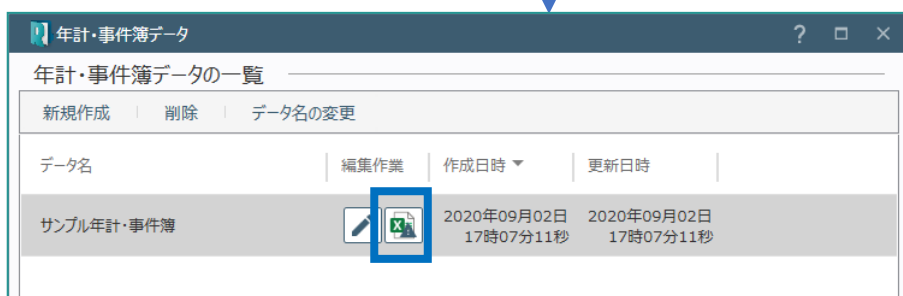 年計・事件簿データ
年計・事件簿データの一覧
新規作成 削除 データ名の変更
データ名 編集作業 作成日時 更新日時
サンプル年計・事件簿 2020年09月02日 2020年09月02日
17時07分11秒 17時07分11秒